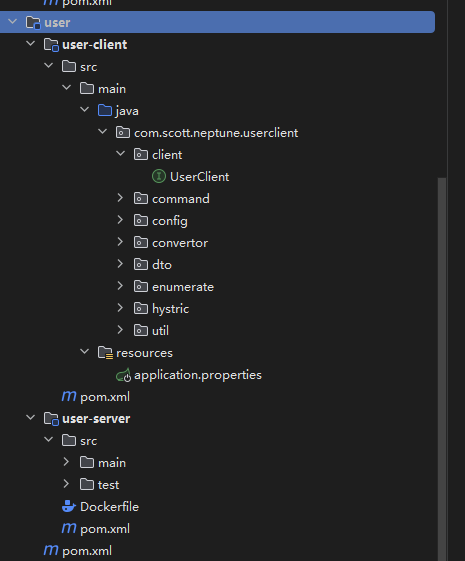 pom.xml
user
user-client
src
main
java
com.scott.neptune.userclient
client
UserClient
command
config
convertor
dto
enumerate
hystric
util
resources
application.properties
pom.xml
user-server
src
main
test
Dockerfile
pom.xml
pom.xml